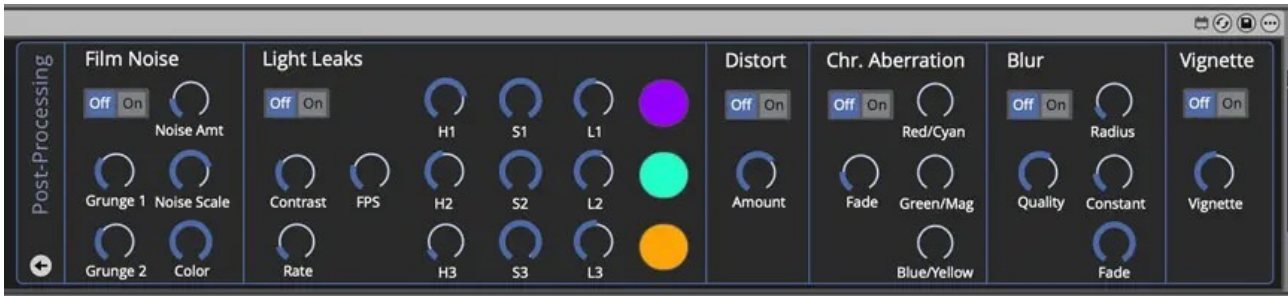 Post-Processing
Film Noise
Off On
Noise Amt
Grunge 1 Noise Scale
Grunge 2 Color
Light Leaks
Off On
H1 S1 L1
Contrast FPS H2 S2 L2
Rate H3 S3 L3
Distort
Off On
Amount
Chr. Aberration
Off On
Red/Cyan
Fade Green/Mag
Blue/Yellow
Blur
Off On
Radius
Quality Constant
Fade
Vignette
Off On
Vignette